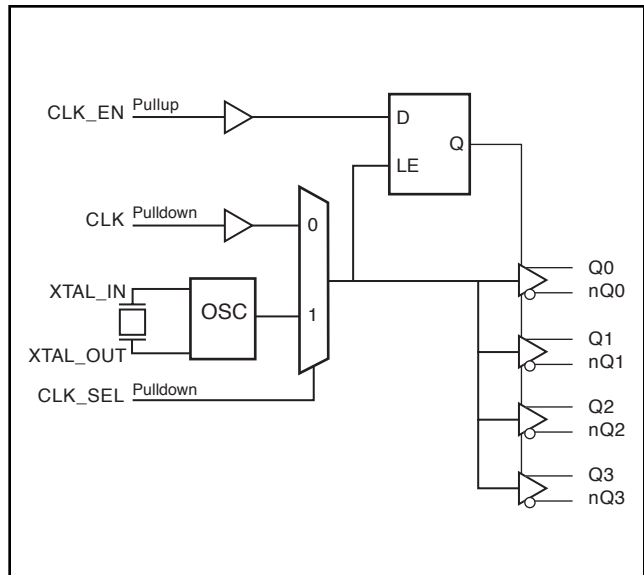 CLK_EN Pullup
D
Q
LE
CLK Pulldown
0
XTAL_IN
OSC
1
XTAL_OUT
CLK_SEL Pulldown
Q0
nQ0
Q1
nQ1
Q2
nQ2
Q3
nQ3